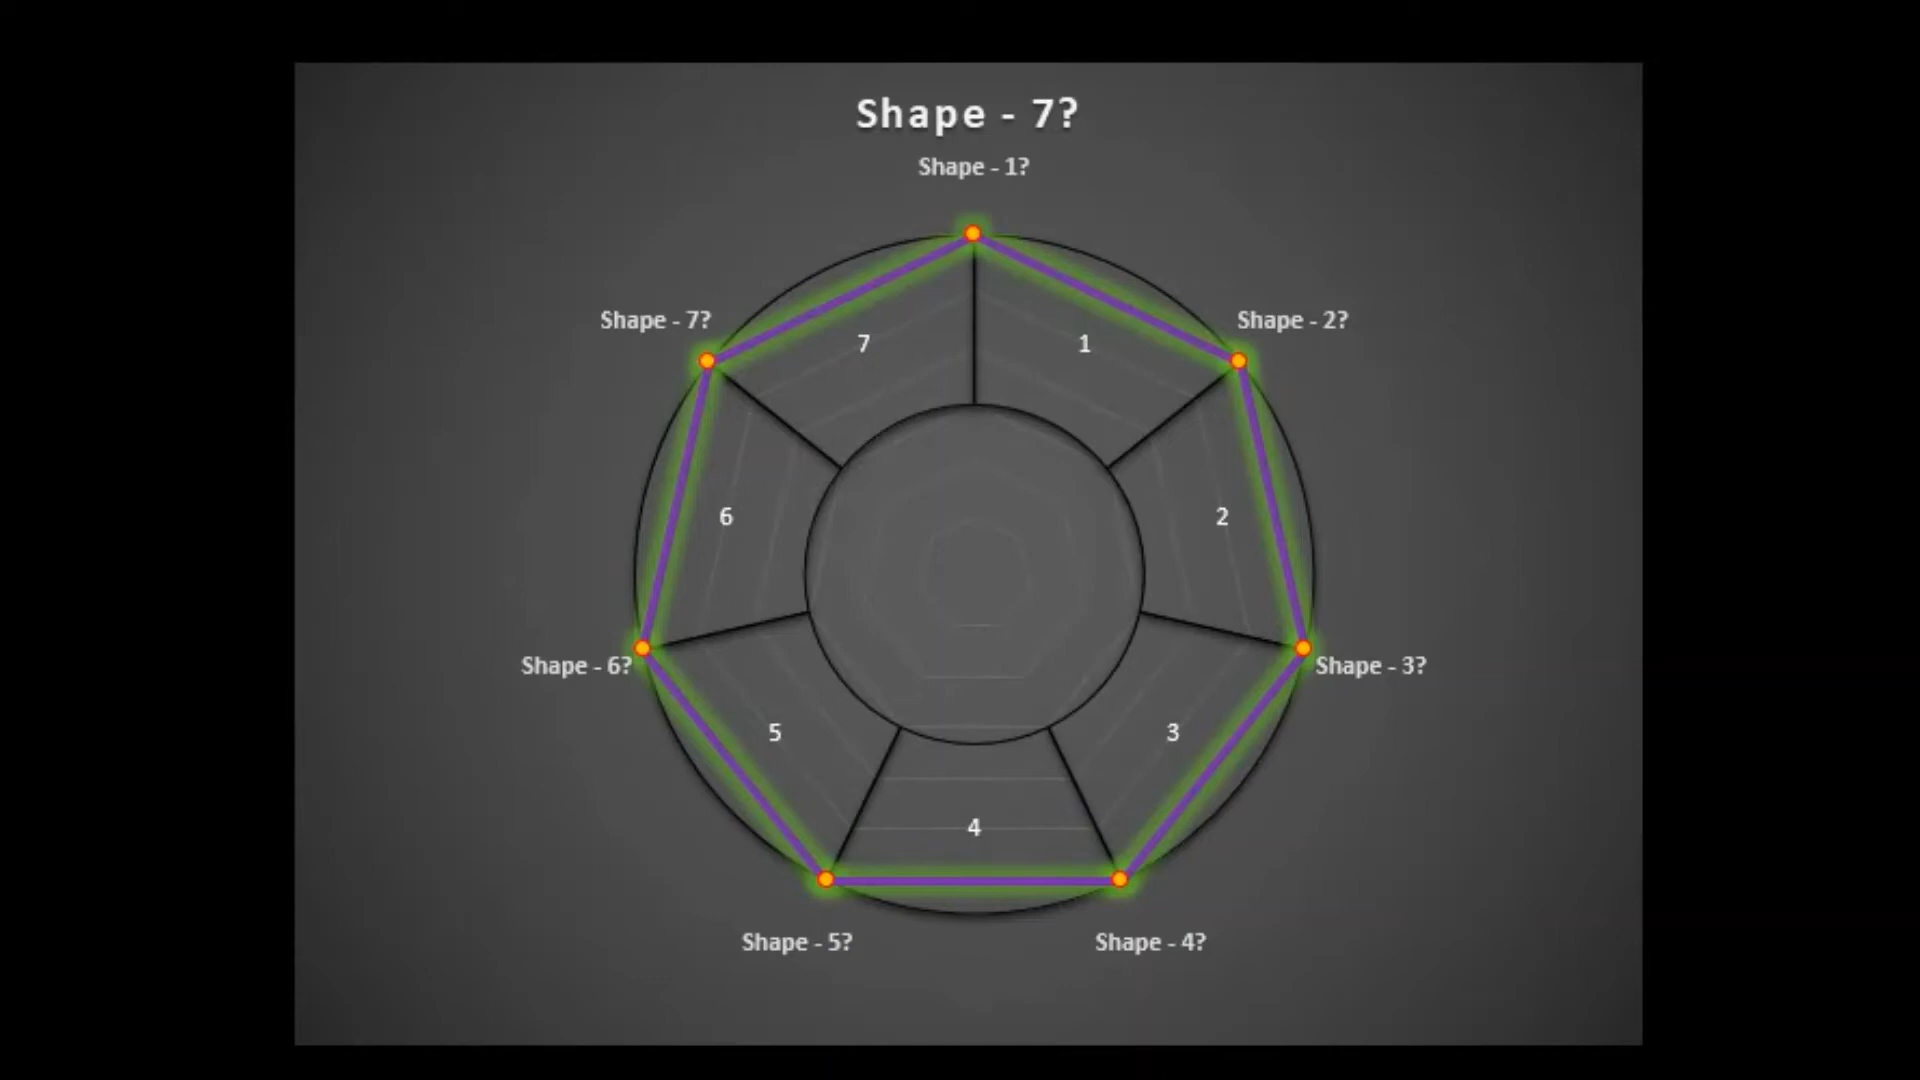 Shape - 7?
Shape - 1?
Shape - 7?
Shape - 2?
7
1
6
2
Shape - 6?
Shape - 3?
5
3
4
Shape - 5?
Shape - 4?